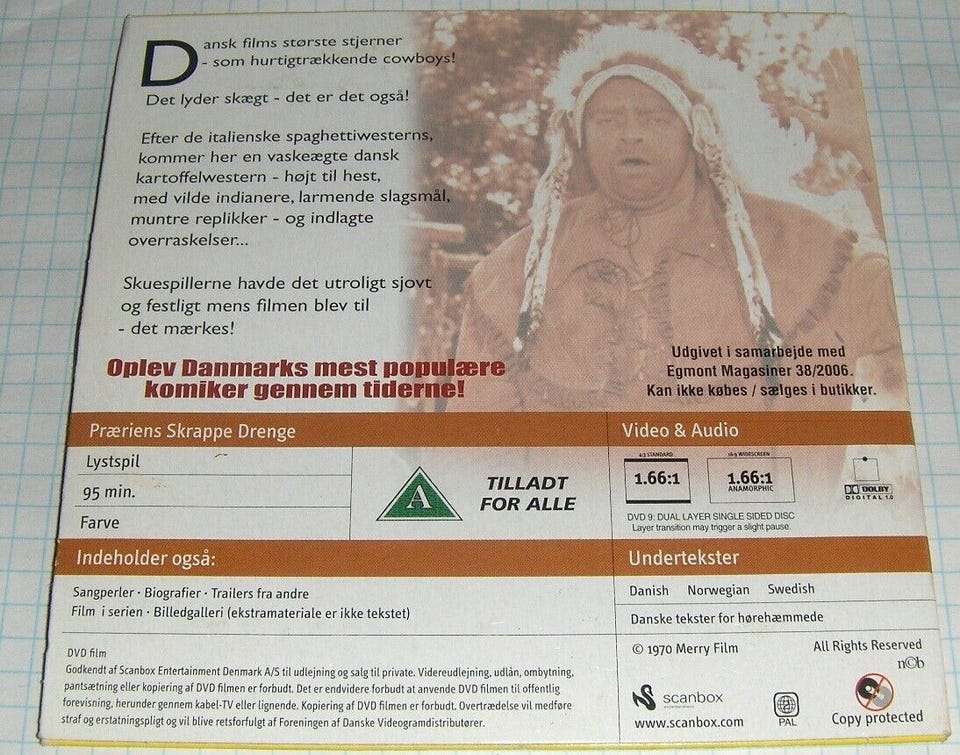 Dansk films største stjerner
- som hurtigtrækkende cowboys!
Det lyder skægt - det er det også!
Efter de italienske spaghettiwesterns,
kommer her en vaskeægte dansk
kartoffelwestern - højt til hest,
med vilde indianere, larmende slagsmål,
muntre replikker - og indlagte
overraskelser...
Skuespillerne havde det utroligt sjovt
og festligt mens filmen blev til
- det mærkes!
Oplev Danmarks mest populære
komiker gennem tiderne!
Udgivet i samarbejde med
Egmont Magasiner 38/2006.
Kan ikke købes / sælges i butikker.
Præriens Skrappe Drenge
Lystspil
95 min.
Farve
A
TILLADT
FOR ALLE
Video & Audio
4:3 STANDARD
1.66:1
16:9 WIDESCREEN
1.66:1
ANAMORPHIC
DOLBY
DIGITAL 1.0
DVD 9: DUAL LAYER SINGLE SIDED DISC
Layer transition may trigger a slight pause.
Indeholder også:
Sangperler · Biografier · Trailers fra andre
Film i serien · Billedgalleri (ekstramateriale er ikke tekstet)
Undertekster
Danish Norwegian Swedish
Danske tekster for hørehæmmede
DVD film
Godkendt af Scanbox Entertainment Denmark A/S til udlejning og salg til private. Videreudlejning, udlån, ombytning,
pantsætning eller kopiering af DVD filmen er forbudt. Det er endvidere forbudt at anvende DVD filmen til offentlig
forevisning, herunder gennem kabel-TV eller lignende. Kopiering af DVD filmen er forbudt. Overtrædelse vil medføre
straf og erstatningspligt og vil blive retsforfulgt af Foreningen af Danske Videogramdistributører.
© 1970 Merry Film
All Rights Reserved
n©b
scanbox
entertainment
www.scanbox.com
PAL
Copy protected